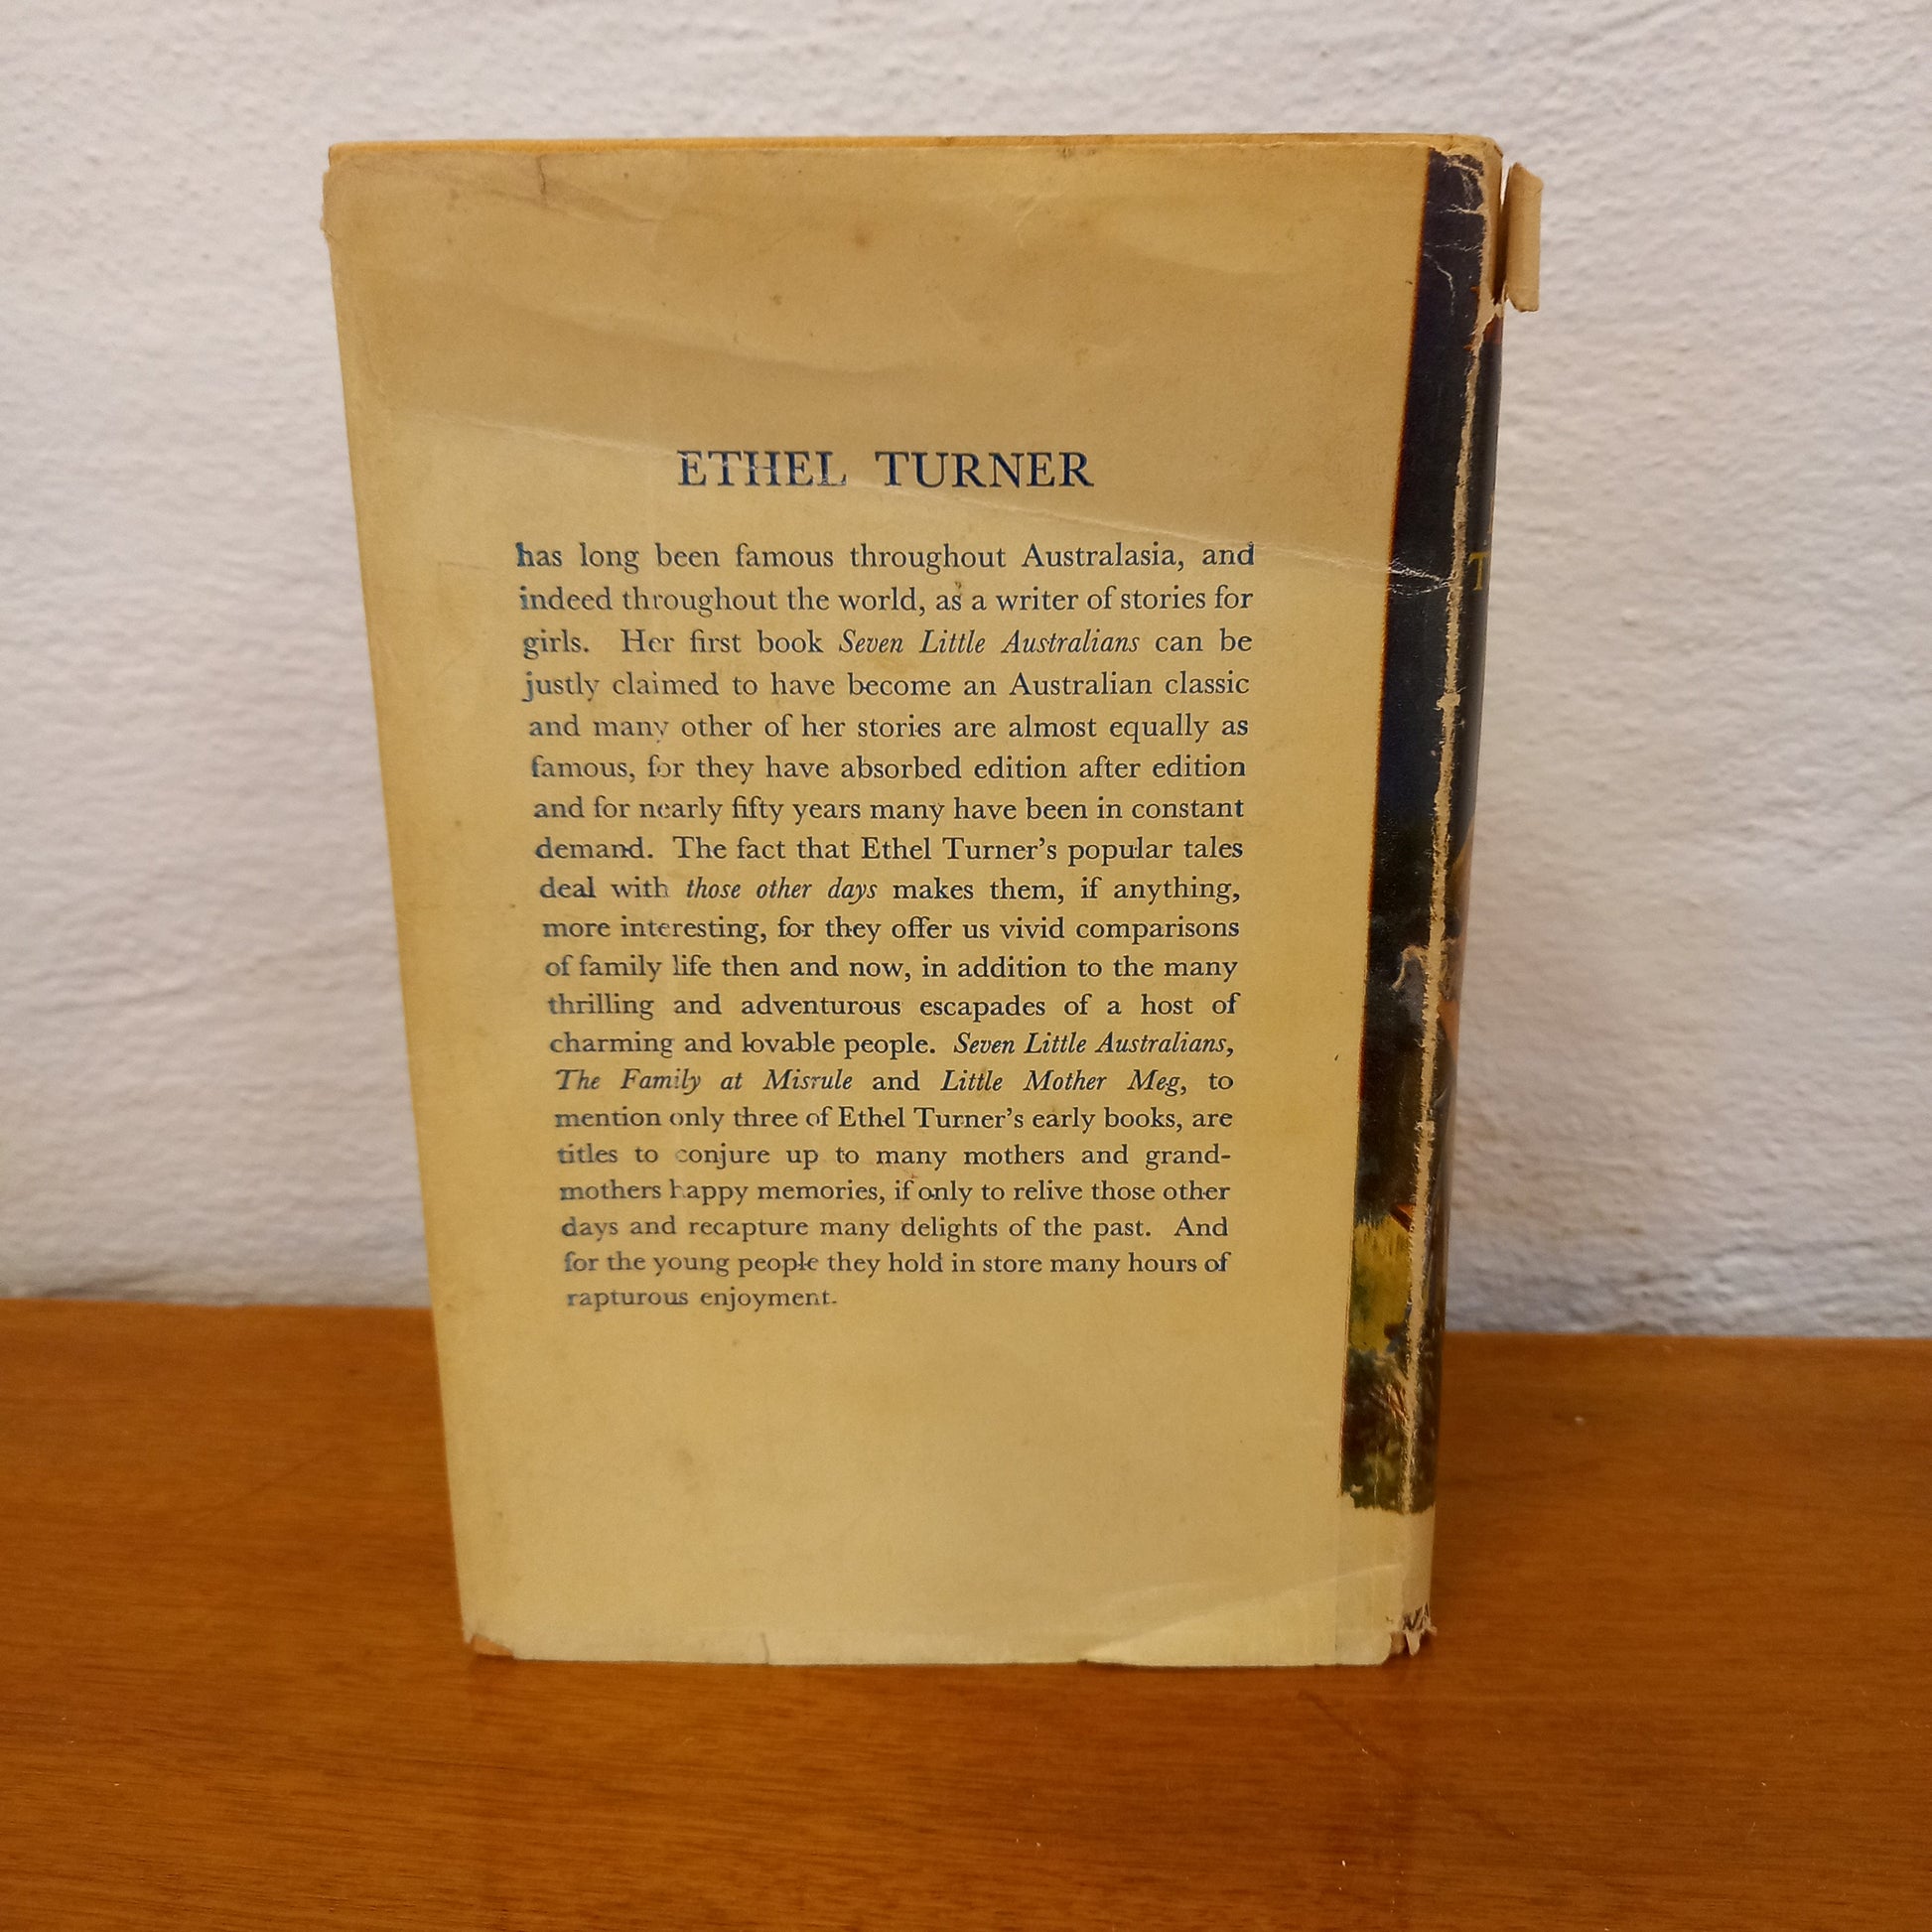 ETHEL TURNER
has long been famous throughout Australasia, and
indeed throughout the world, as a writer of stories for
girls. Her first book Seven Little Australians can be
justly claimed to have become an Australian classic
and many other of her stories are almost equally as
famous, for they have absorbed edition after edition
and for nearly fifty years many have been in constant
demand. The fact that Ethel Turner's popular tales
deal with those other days makes them, if anything,
more interesting, for they offer us vivid comparisons
of family life then and now, in addition to the many
thrilling and adventurous escapades of a host of
charming and lovable people. Seven Little Australians,
The Family at Misrule and Little Mother Meg, to
mention only three of Ethel Turner's early books, are
titles to conjure up to many mothers and grand-
mothers happy memories, if only to relive those other
days and recapture many delights of the past. And
for the young people they hold in store many hours of
rapturous enjoyment.
T